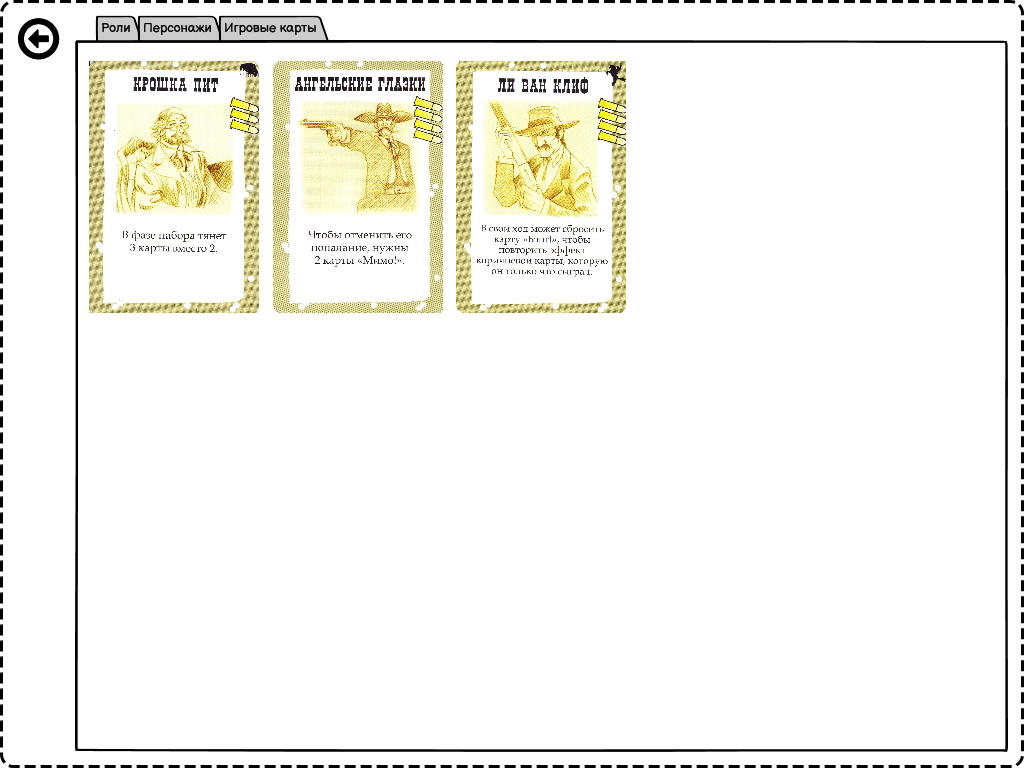 Роли Персонажи Игровые карты
КРОШКА ПИТ
В фазе набора тянет
3 карты вместо 2.
АНГЕЛЬСКИЕ ГЛАЗКИ
Чтобы отменить его
попадание, нужны
2 карты «Мимо!».
ЛИ ВАН КЛИФ
В свой ход может сбросить
карту «Бэнг!», чтобы
повторить эффект
коричневой карты, которую
он только что сыграл.